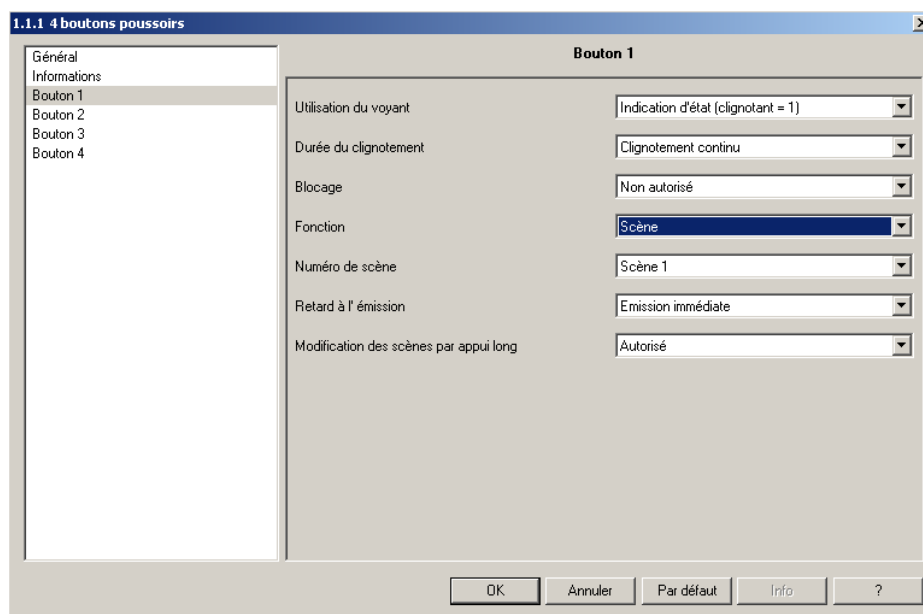 1.1.1 4 boutons poussoirs
Général
Informations
Bouton 1
Bouton 2
Bouton 3
Bouton 4
Bouton 1
Utilisation du voyant
Indication d'état (clignotant = 1)
Durée du clignotement
Clignotement continu
Blocage
Non autorisé
Fonction
Scène
Numéro de scène
Scène 1
Retard à l' émission
Emission immédiate
Modification des scènes par appui long
Autorisé
OK
Annuler
Par défaut
Info
?